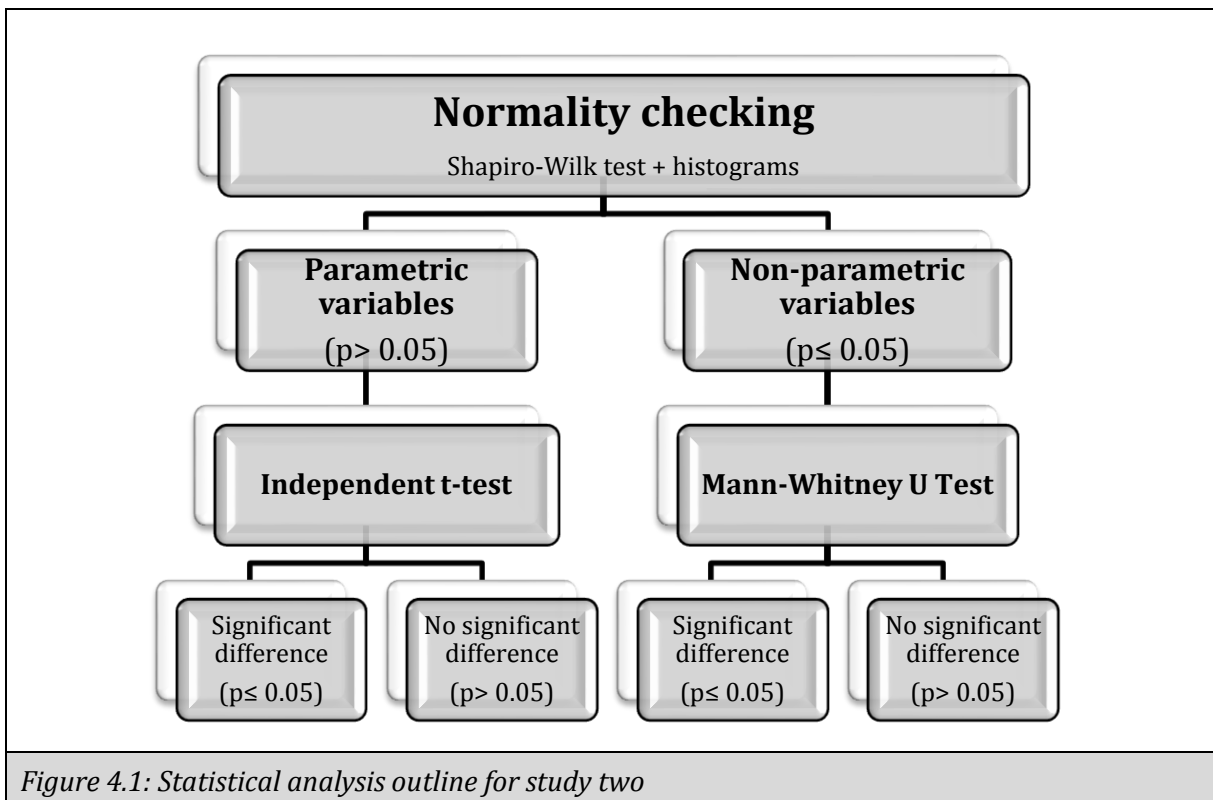 Normality checking
Shapiro-Wilk test + histograms
Parametric
variables
(p> 0.05)
Non-parametric
variables
(p≤ 0.05)
Independent t-test
Mann-Whitney U Test
Significant
difference
(p≤ 0.05)
No significant
difference
(p> 0.05)
Significant
difference
(p≤ 0.05)
No significant
difference
(p> 0.05)
Figure 4.1: Statistical analysis outline for study two